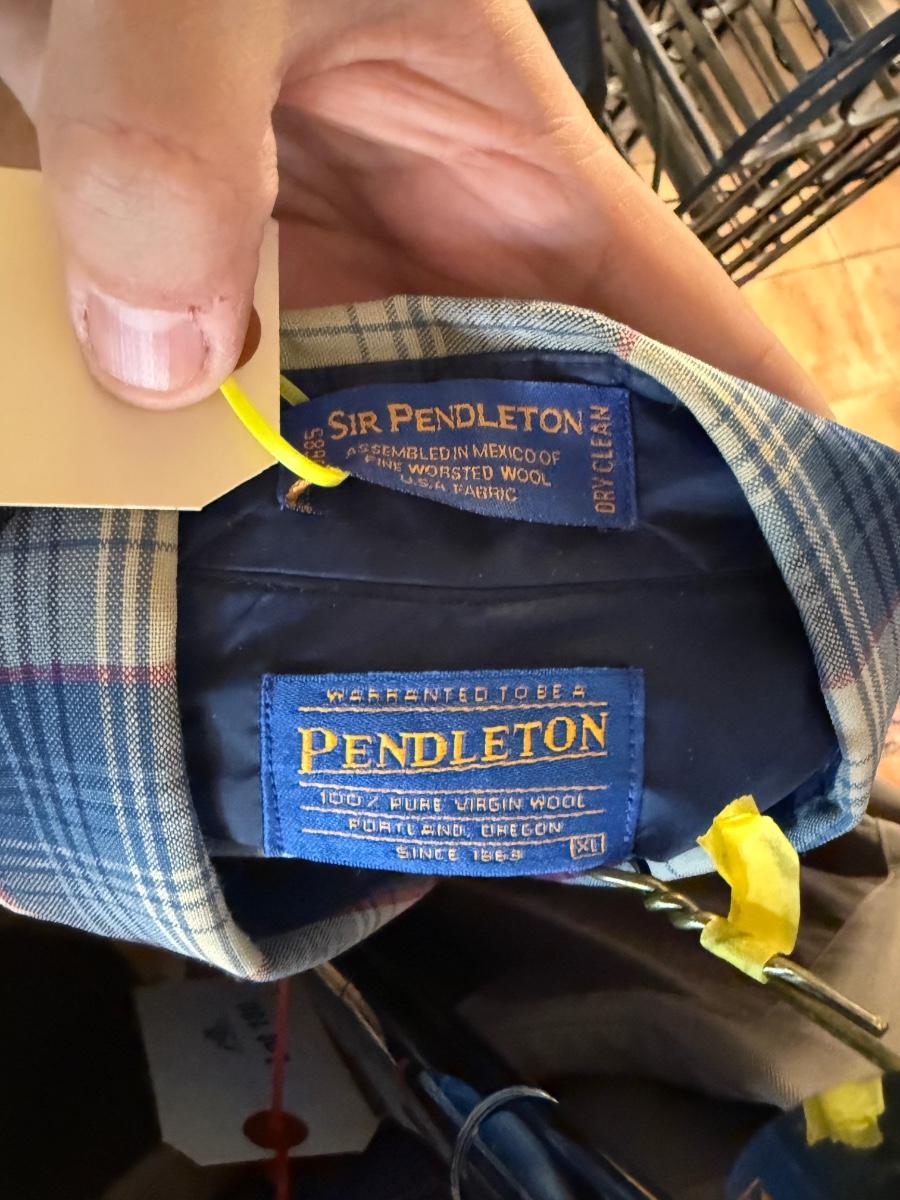 SIR PENDLETON
ASSEMBLED IN MEXICO OF
FINE WORSTED WOOL
U.S.A FABRIC
DRY CLEAN
WARRANTED TO BE A
PENDLETON
100% PURE VIRGIN WOOL
PORTLAND, OREGON
SINCE 1863
XL